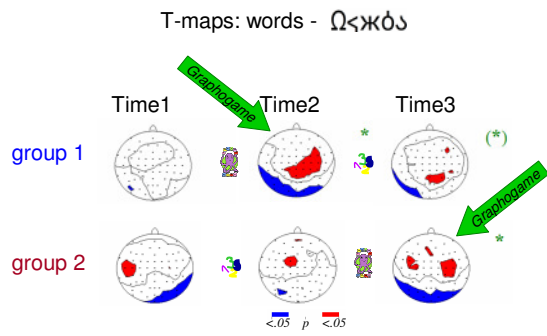 T-maps: words - Ω<жბა
Graphogame
Time1 Time2 Time3
group 1 * (*)
Graphogame
group 2 *
<.05 p <.05